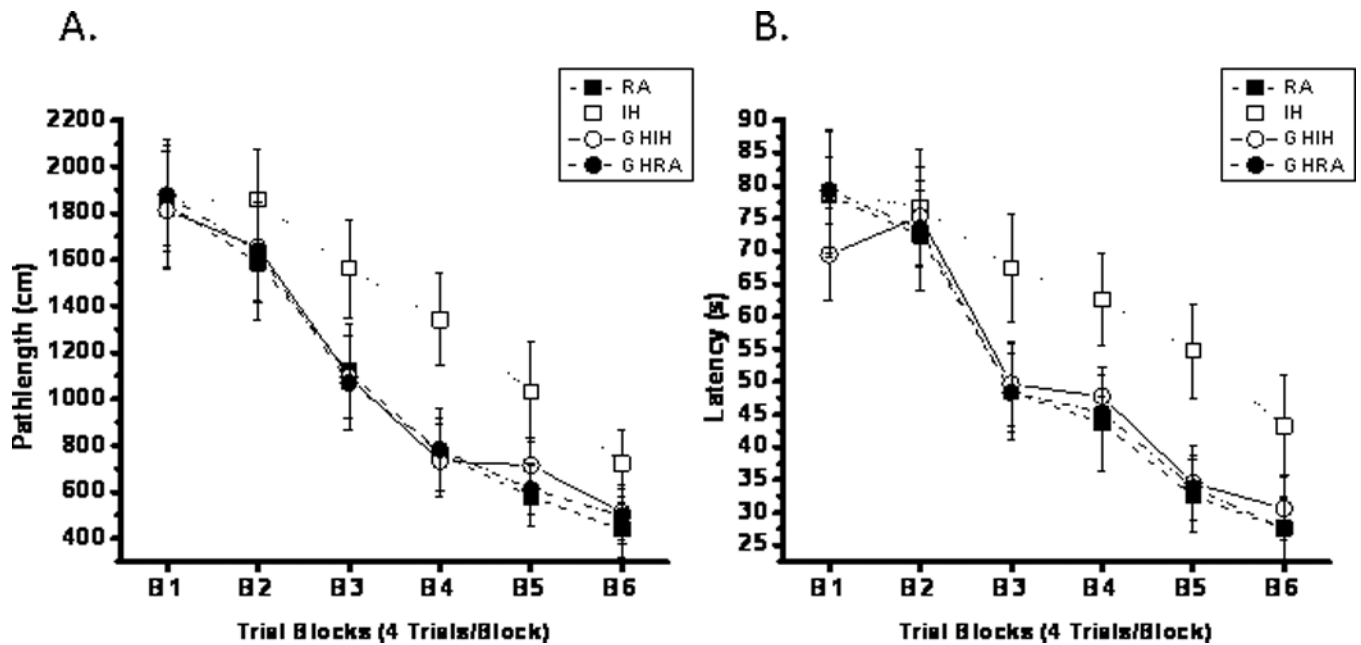 A.
RA
IH
GHIH
GHRA
Pathlength (cm)
2200
2000
1800
1600
1400
1200
1000
800
600
400
B1 B2 B3 B4 B5 B6
Trial Blocks (4 Trials/Block)
B.
RA
IH
GHIH
GHRA
Latency (s)
90
85
80
75
70
65
60
55
50
45
40
35
30
25
B1 B2 B3 B4 B5 B6
Trial Blocks (4 Trials/Block)